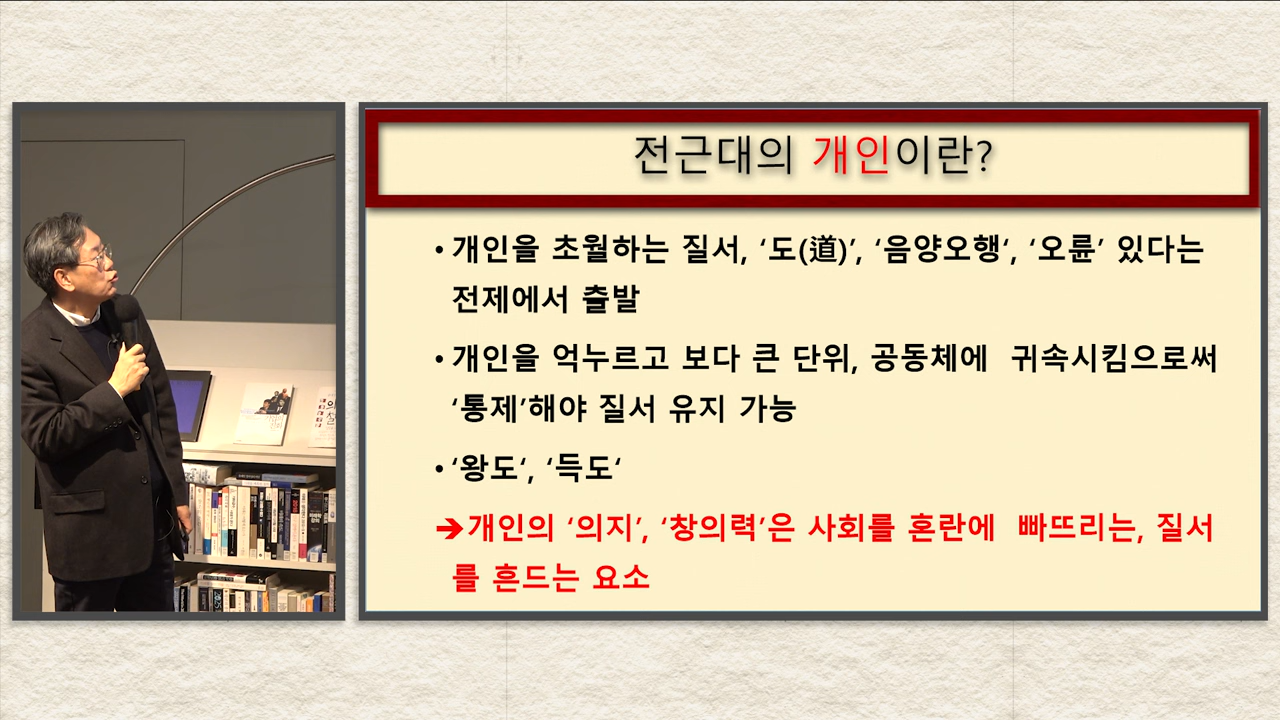 전근대의 개인이란?
• 개인을 초월하는 질서, ‘도(道)’, ‘음양오행‘, ‘오륜’ 있다는
전제에서 출발
• 개인을 억누르고 보다 큰 단위, 공동체에 귀속시킴으로써
‘통제’해야 질서 유지 가능
• ‘왕도‘, ‘득도‘
➔개인의 ‘의지’, ‘창의력’은 사회를 혼란에 빠뜨리는, 질서
를 흔드는 요소